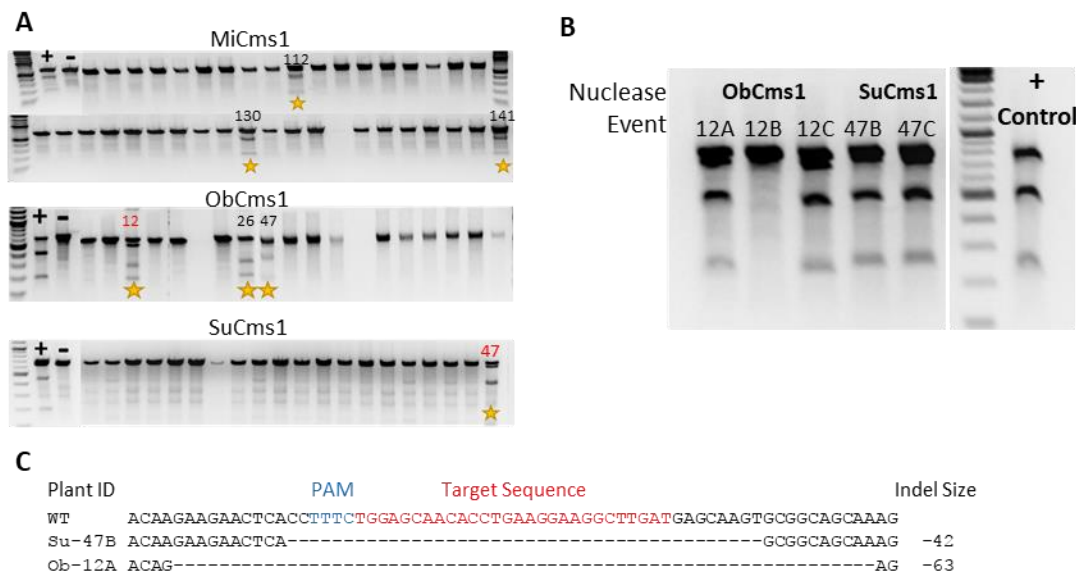 A
MiCms1
+ - 112
130 141
ObCms1
+ - 12 26 47
SuCms1
+ - 47
B
Nuclease Event
ObCms1 SuCms1
12A 12B 12C 47B 47C
+
Control
C
Plant ID PAM Target Sequence Indel Size
WT ACAAGAAGAACTCACCTTTCTGGAGCAACACCTGAAGGAAGGCTTGATGAGCAAGTGCGGCAGCAAAG
Su-47B ACAAGAAGAACTCA------------------------------------------GCGGCAGCAAAG -42
Ob-12A ACAG--------------------------------------------------------------AG -63